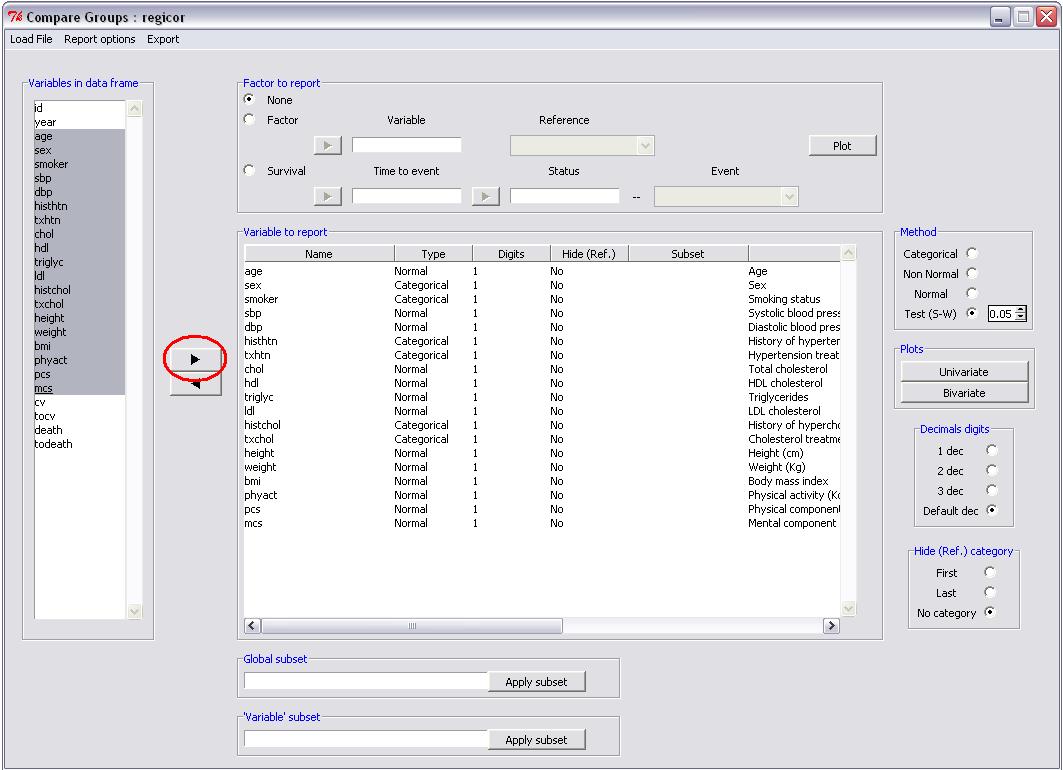 Compare Groups : regicor
Load File Report options Export
Variables in data frame
id
year
age
sex
smoker
sbp
dbp
histhtn
txhtn
chol
hdl
triglyc
ldl
histchol
txchol
height
weight
bmi
phyact
pcs
mcs
cv
tocv
death
todeath
Factor to report
None
Factor Variable Reference
Plot
Survival Time to event Status Event
--
Variable to report
Name Type Digits Hide (Ref.) Subset
age Normal 1 No Age
sex Categorical 1 No Sex
smoker Categorical 1 No Smoking status
sbp Normal 1 No Systolic blood press
dbp Normal 1 No Diastolic blood pres
histhtn Categorical 1 No History of hyperten
txhtn Categorical 1 No Hypertension treat
chol Normal 1 No Total cholesterol
hdl Normal 1 No HDL cholesterol
triglyc Normal 1 No Triglycerides
ldl Normal 1 No LDL cholesterol
histchol Categorical 1 No History of hypercho
txchol Categorical 1 No Cholesterol treatme
height Normal 1 No Height (cm)
weight Normal 1 No Weight (Kg)
bmi Normal 1 No Body mass index
phyact Normal 1 No Physical activity (Kc
pcs Normal 1 No Physical component
mcs Normal 1 No Mental component
Method
Categorical
Non Normal
Normal
Test (S-W) 0.05
Plots
Univariate
Bivariate
Decimals digits
1 dec
2 dec
3 dec
Default dec
Hide (Ref.) category
First
Last
No category
Global subset
Apply subset
'Variable' subset
Apply subset